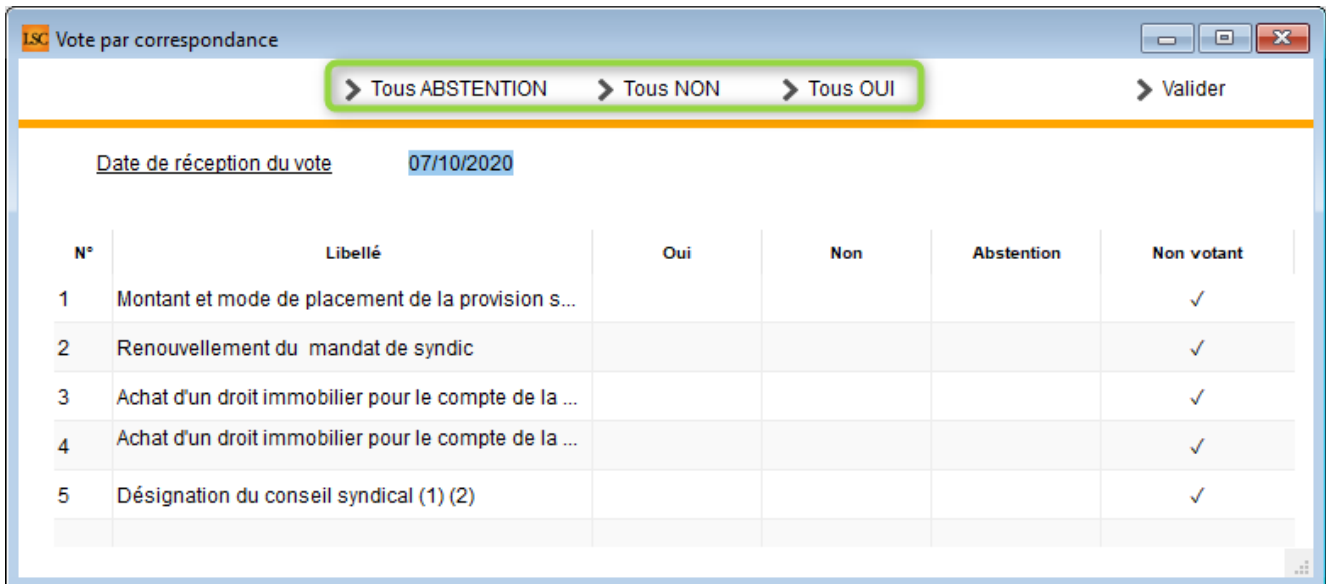 LSC Vote par correspondance
Tous ABSTENTION Tous NON Tous OUI Valider
Date de réception du vote 07/10/2020
N° Libellé Oui Non Abstention Non votant
1 Montant et mode de placement de la provision s... ✓
2 Renouvellement du mandat de syndic ✓
3 Achat d'un droit immobilier pour le compte de la ... ✓
4 Achat d'un droit immobilier pour le compte de la ... ✓
5 Désignation du conseil syndical (1) (2) ✓